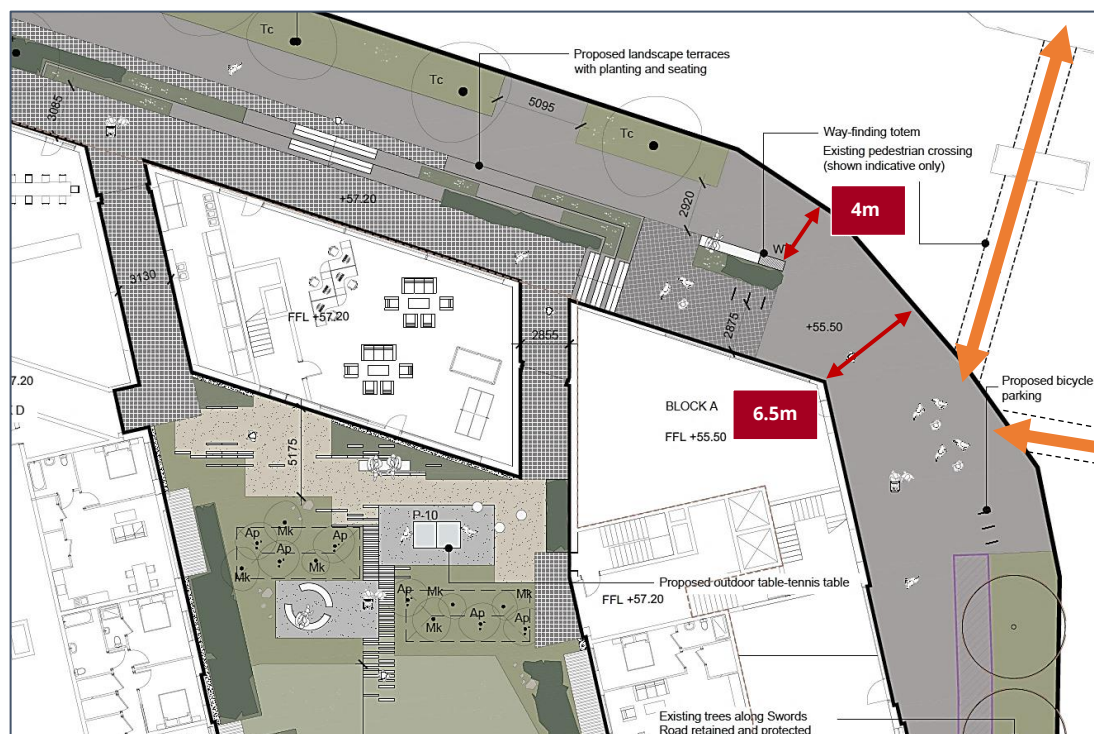 Tc
Proposed landscape terraces
with planting and seating
Tc
5095
3085
Tc
Way-finding totem
Existing pedestrian crossing
(shown indicative only)
+57.20
2920
4m
W
3130
FFL +57.20
2855
2875
+55.50
7.20
K D
Proposed bicycle
parking
BLOCK A
6.5m
FFL +55.50
5175
P-10
Ap
Mk
Ap
Ap
Mk
Mk
Proposed outdoor table-tennis table
FFL +57.20
Ap
Mk
Mk
Ap
Ap
Existing trees along Swords
Road retained and protected